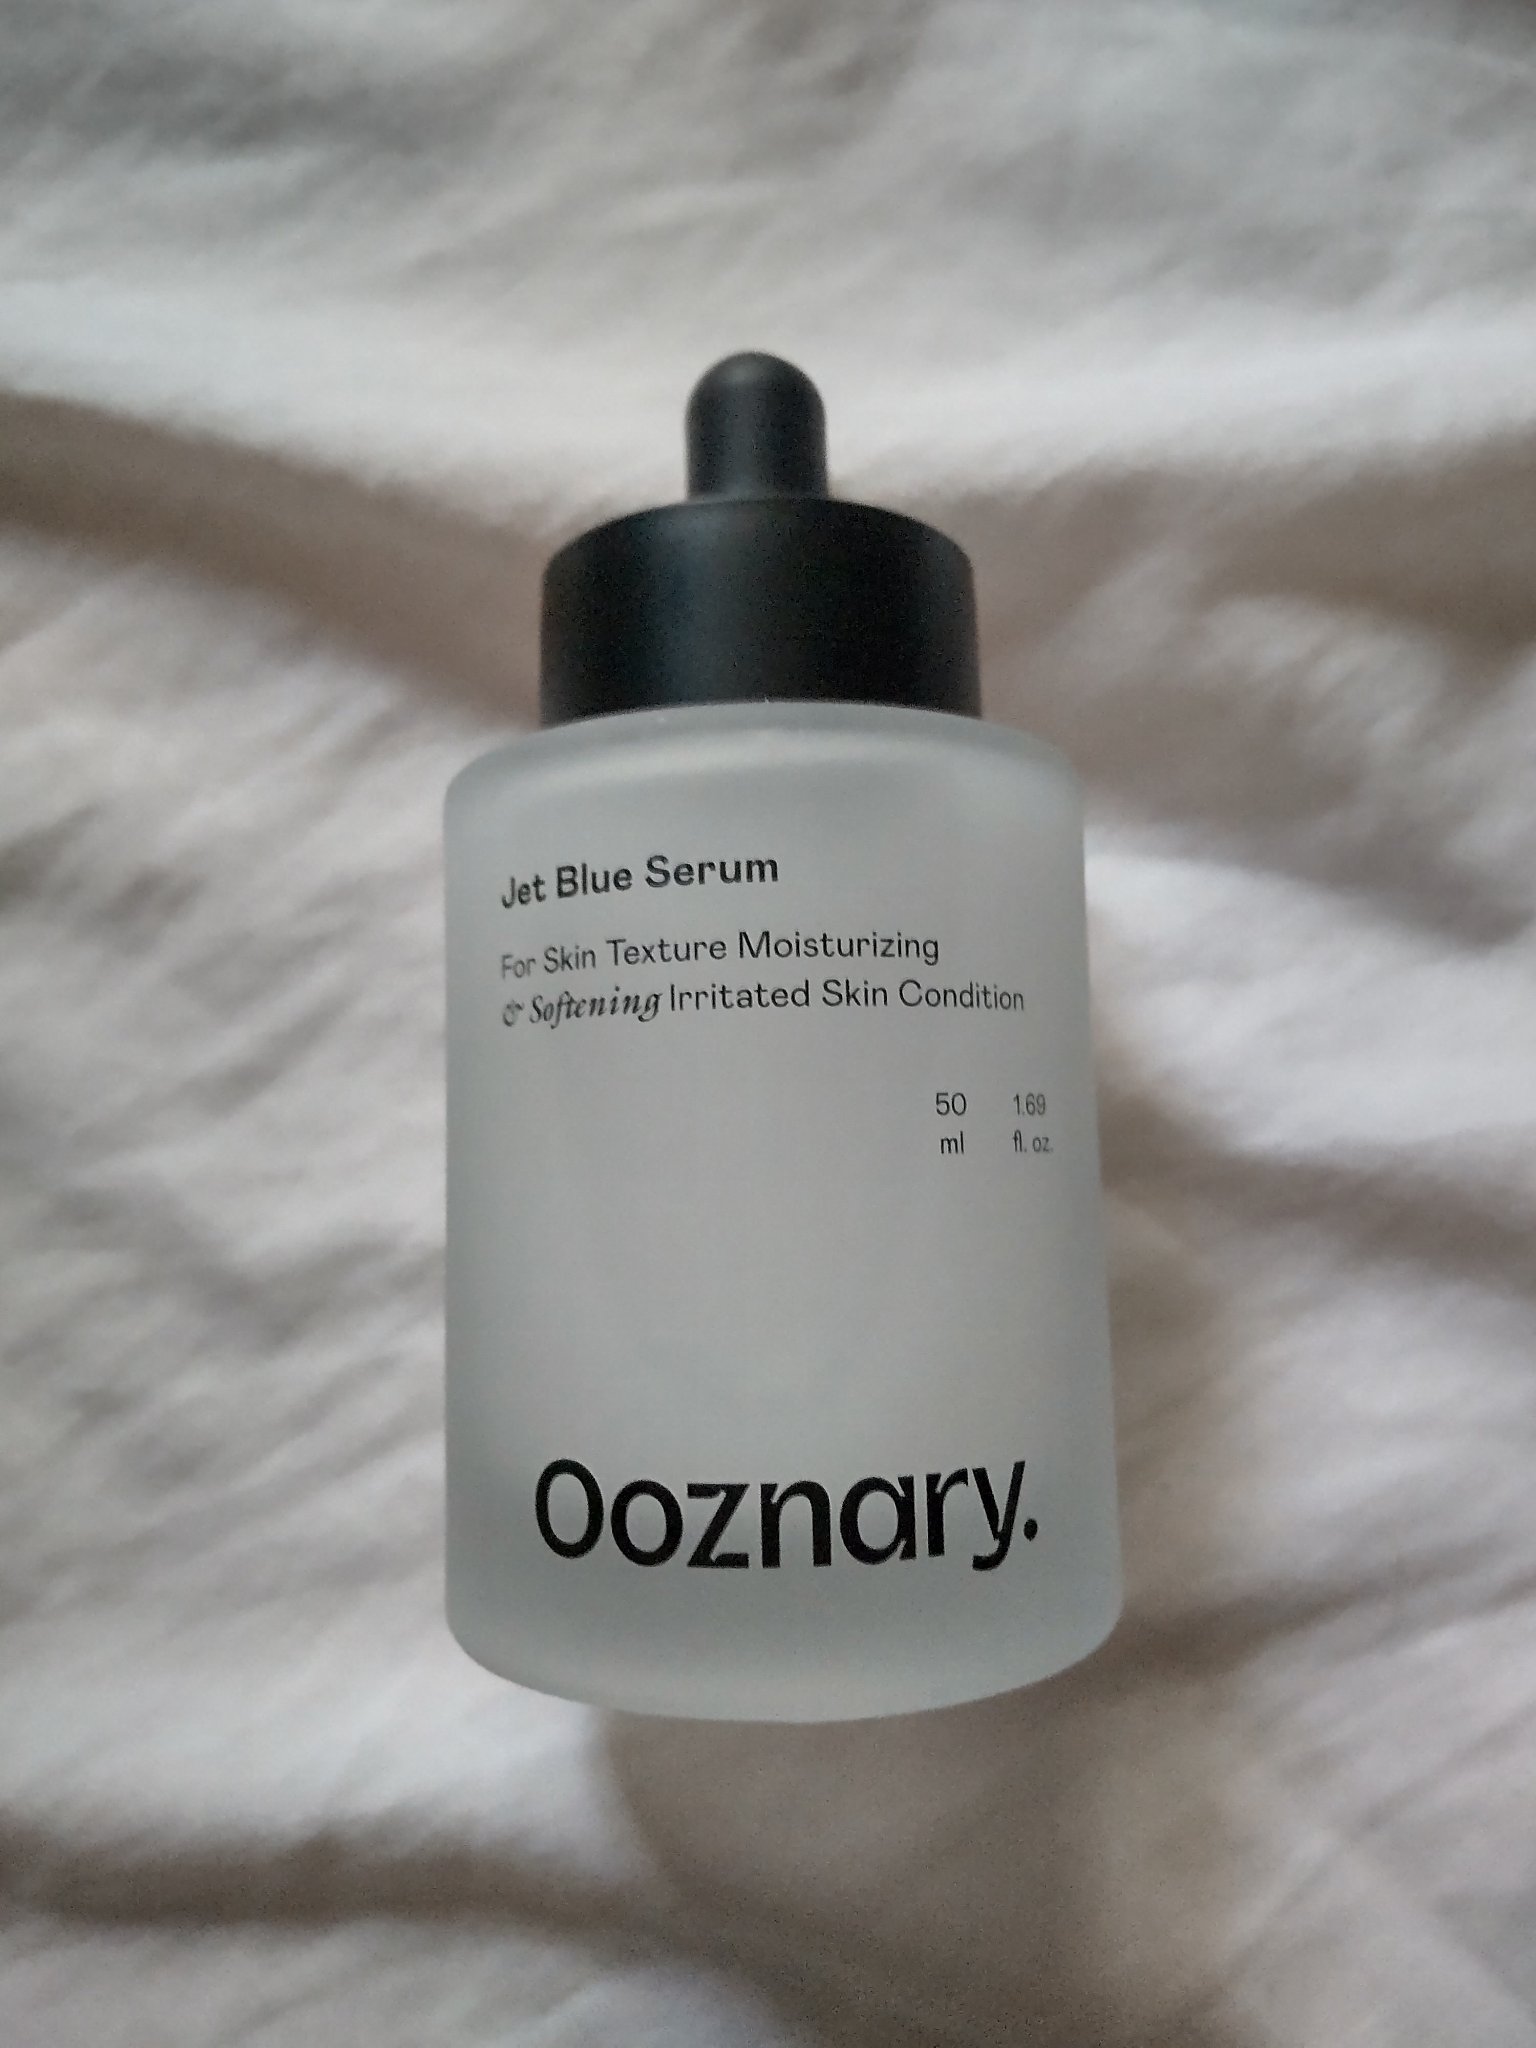 Jet Blue Serum
For Skin Texture Moisturizing
& Softening Irritated Skin Condition
50 1.69
ml fl. oz.
Ooznary.